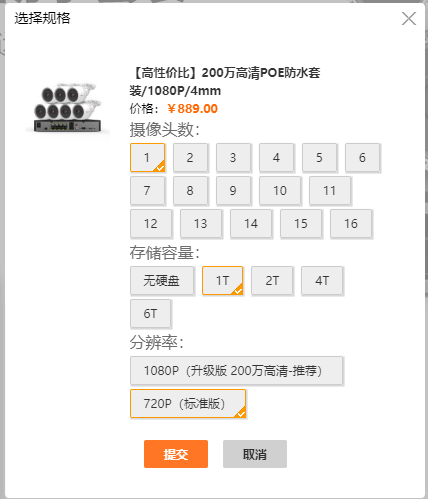 选择规格
【高性价比】200万高清POE防水套
装/1080P/4mm
价格：￥889.00
摄像头数：
1 2 3 4 5 6
7 8 9 10 11
12 13 14 15 16
存储容量：
无硬盘 1T 2T 4T
6T
分辨率：
1080P（升级版 200万高清-推荐）
720P（标准版）
提交 取消